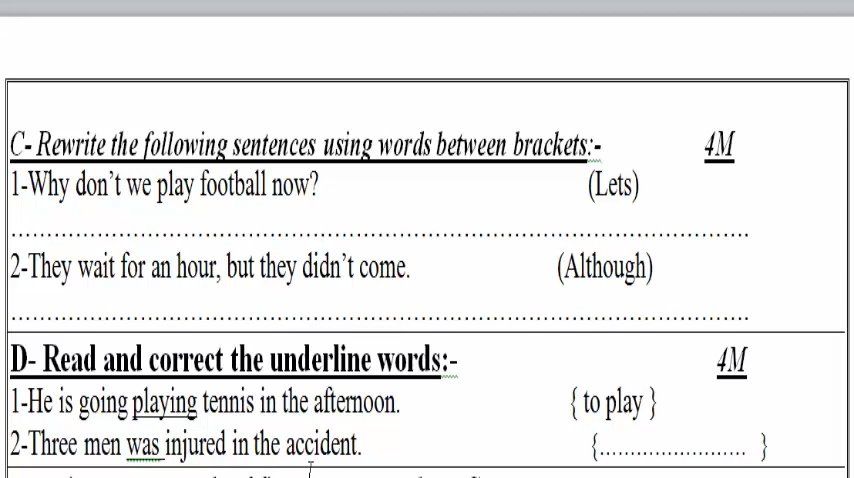 C- Rewrite the following sentences using words between brackets:- 4M
1-Why don't we play football now? (Lets)
................................................................................................
2-They wait for an hour, but they didn't come. (Although)
................................................................................................
D- Read and correct the underline words:- 4M
1-He is going playing tennis in the afternoon. { to play }
2-Three men was injured in the accident. {........................ }